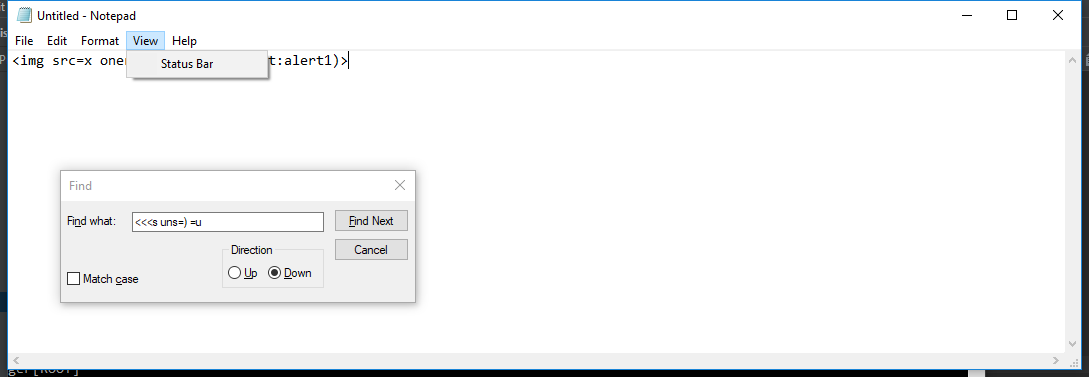 Untitled - Notepad
File Edit Format View Help
<img src=x one t:alert1)>
Status Bar
Find
Find what: <<<s uns=) =u Find Next
Direction Cancel
Up Down
Match case